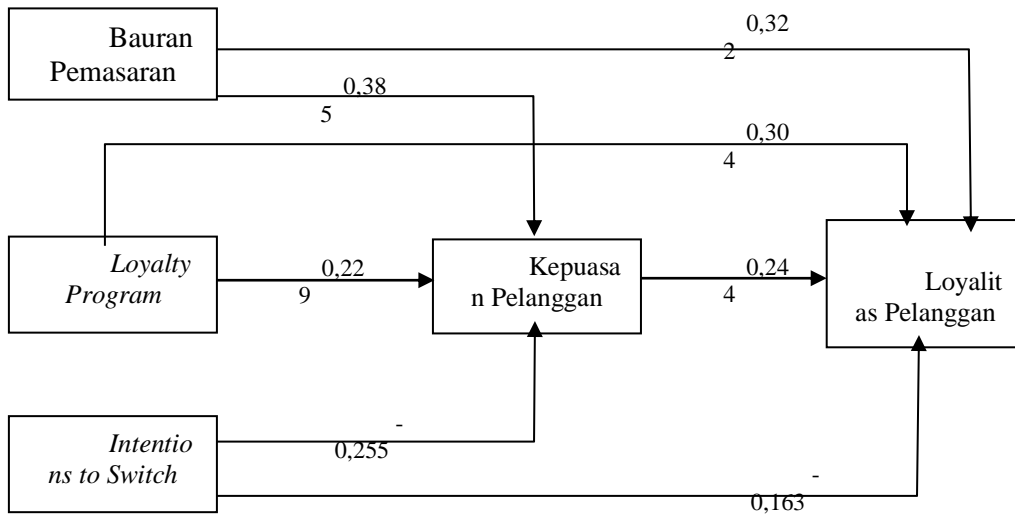 Bauran
Pemasaran
0,32
2
0,38
5
0,30
4
Loyalty
Program
0,22
9
Kepuasa
n Pelanggan
0,24
4
Loyalit
as Pelanggan
Intentio
ns to Switch
-
0,255
-
0,163